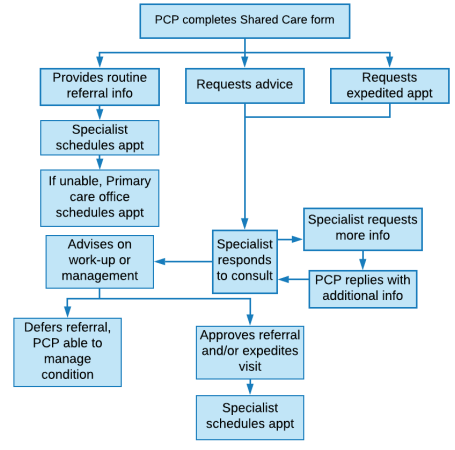 PCP completes Shared Care form
Provides routine
referral info
Requests advice
Requests
expedited appt
Specialist
schedules appt
If unable, Primary
care office
schedules appt
Specialist requests
more info
Advises on
work-up or
management
Specialist
responds
to consult
PCP replies with
additional info
Defers referral,
PCP able to
manage
condition
Approves referral
and/or expedites
visit
Specialist
schedules appt